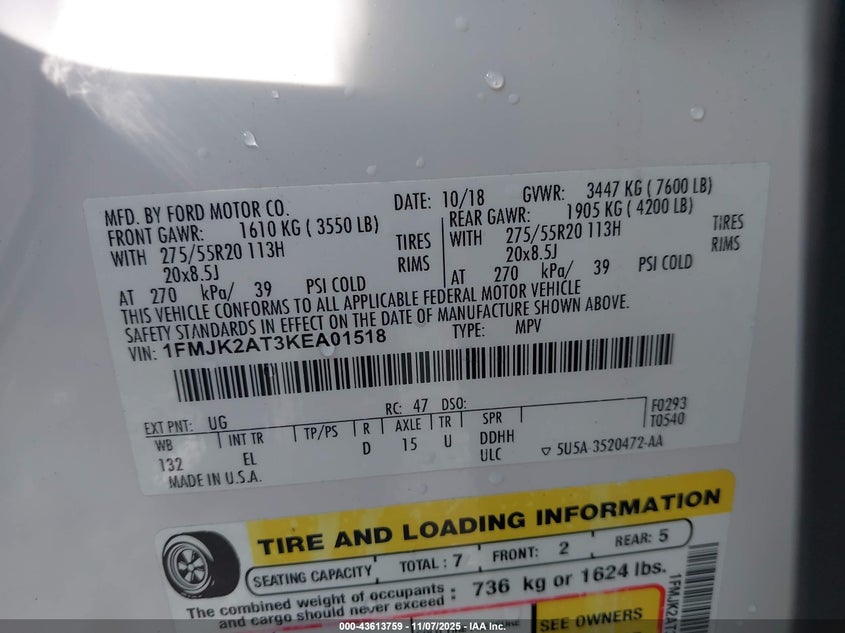 MFD. BY FORD MOTOR CO. DATE: 10/18 GVWR: 3447 KG ( 7600 LB)
FRONT GAWR: 1610 KG ( 3550 LB) REAR GAWR: 1905 KG ( 4200 LB)
WITH 275/55R20 113H TIRES WITH 275/55R20 113H TIRES
20x8.5J RIMS 20x8.5J RIMS
AT 270 kPa/ 39 PSI COLD AT 270 kPa/ 39 PSI COLD
THIS VEHICLE CONFORMS TO ALL APPLICABLE FEDERAL MOTOR VEHICLE
SAFETY STANDARDS IN EFFECT ON THE DATE OF MANUFACTURE SHOWN ABOVE.
VIN: 1FMJK2AT3KEA01518 TYPE: MPV
EXT PNT: UG RC: 47 DSO: F0293
WB INT TR TP/PS R AXLE TR SPR T0540
132 EL D 15 U DDHH
ULC ▽ 5U5A-3520472-AA
MADE IN U.S.A.
TIRE AND LOADING INFORMATION
SEATING CAPACITY TOTAL : 7 FRONT: 2 REAR: 5
The combined weight of occupants : 736 kg or 1624 lbs.
and cargo should never exceed :
SEE OWNERS
1FMJK2AT
000-43613759 - 11/07/2025 - IAA Inc.